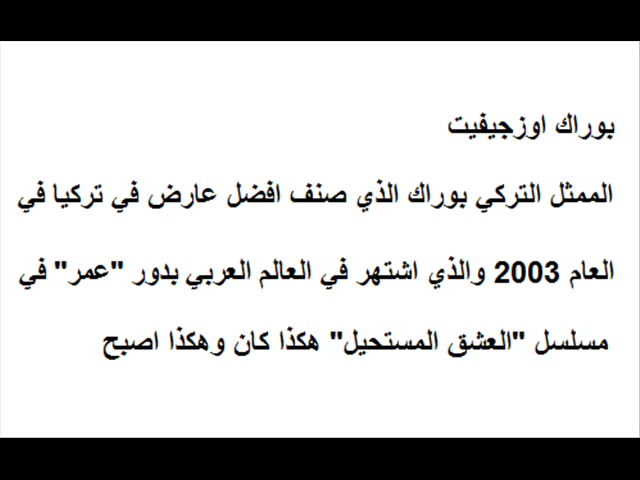 بوراك اوزجيفيت
الممثل التركي بوراك الذي صنف افضل عارض في تركيا في
العام 2003 والذي اشتهر في العالم العربي بدور "عمر" في
مسلسل "العشق المستحيل" هكذا كان وهكذا اصبح